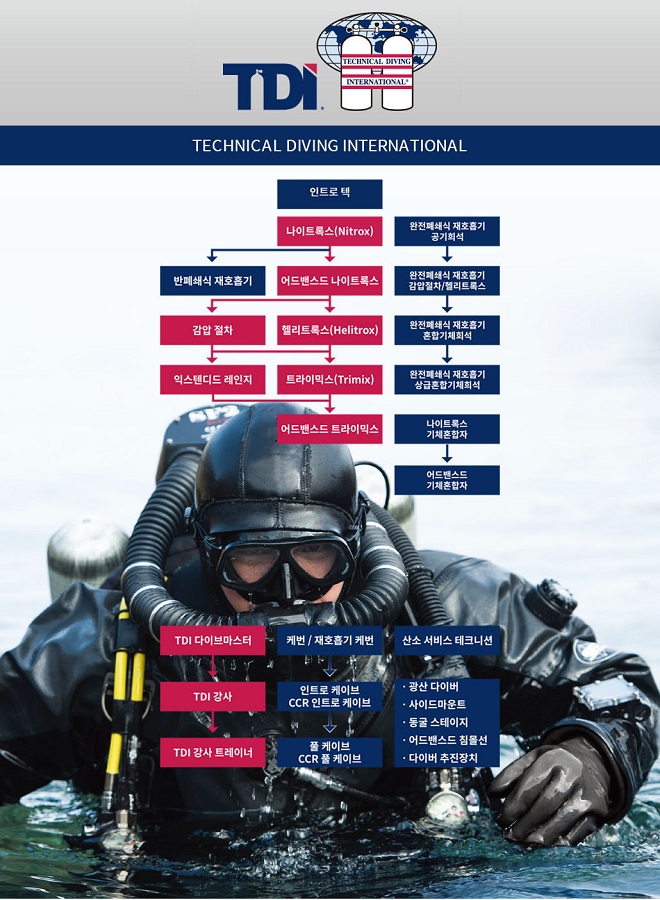 TDI
TECHNICAL DIVING
INTERNATIONAL®
TECHNICAL DIVING INTERNATIONAL
인트로 텍
나이트록스(Nitrox)
완전폐쇄식 재호흡기
공기희석
반폐쇄식 재호흡기
어드밴스드 나이트록스
완전폐쇄식 재호흡기
감압절차/헬리트록스
감압 절차
헬리트록스(Helitrox)
완전폐쇄식 재호흡기
혼합기체희석
익스텐디드 레인지
트라이믹스(Trimix)
완전폐쇄식 재호흡기
상급혼합기체희석
어드밴스드 트라이믹스
나이트록스
기체혼합자
어드밴스드
기체혼합자
TDI 다이브마스터
케번 / 재호흡기 케번
산소 서비스 테크니션
TDI 강사
인트로 케이브
CCR 인트로 케이브
· 광산 다이버
· 사이드마운트
· 동굴 스테이지
· 어드밴스드 침몰선
· 다이버 추진장치
TDI 강사 트레이너
풀 케이브
CCR 풀 케이브